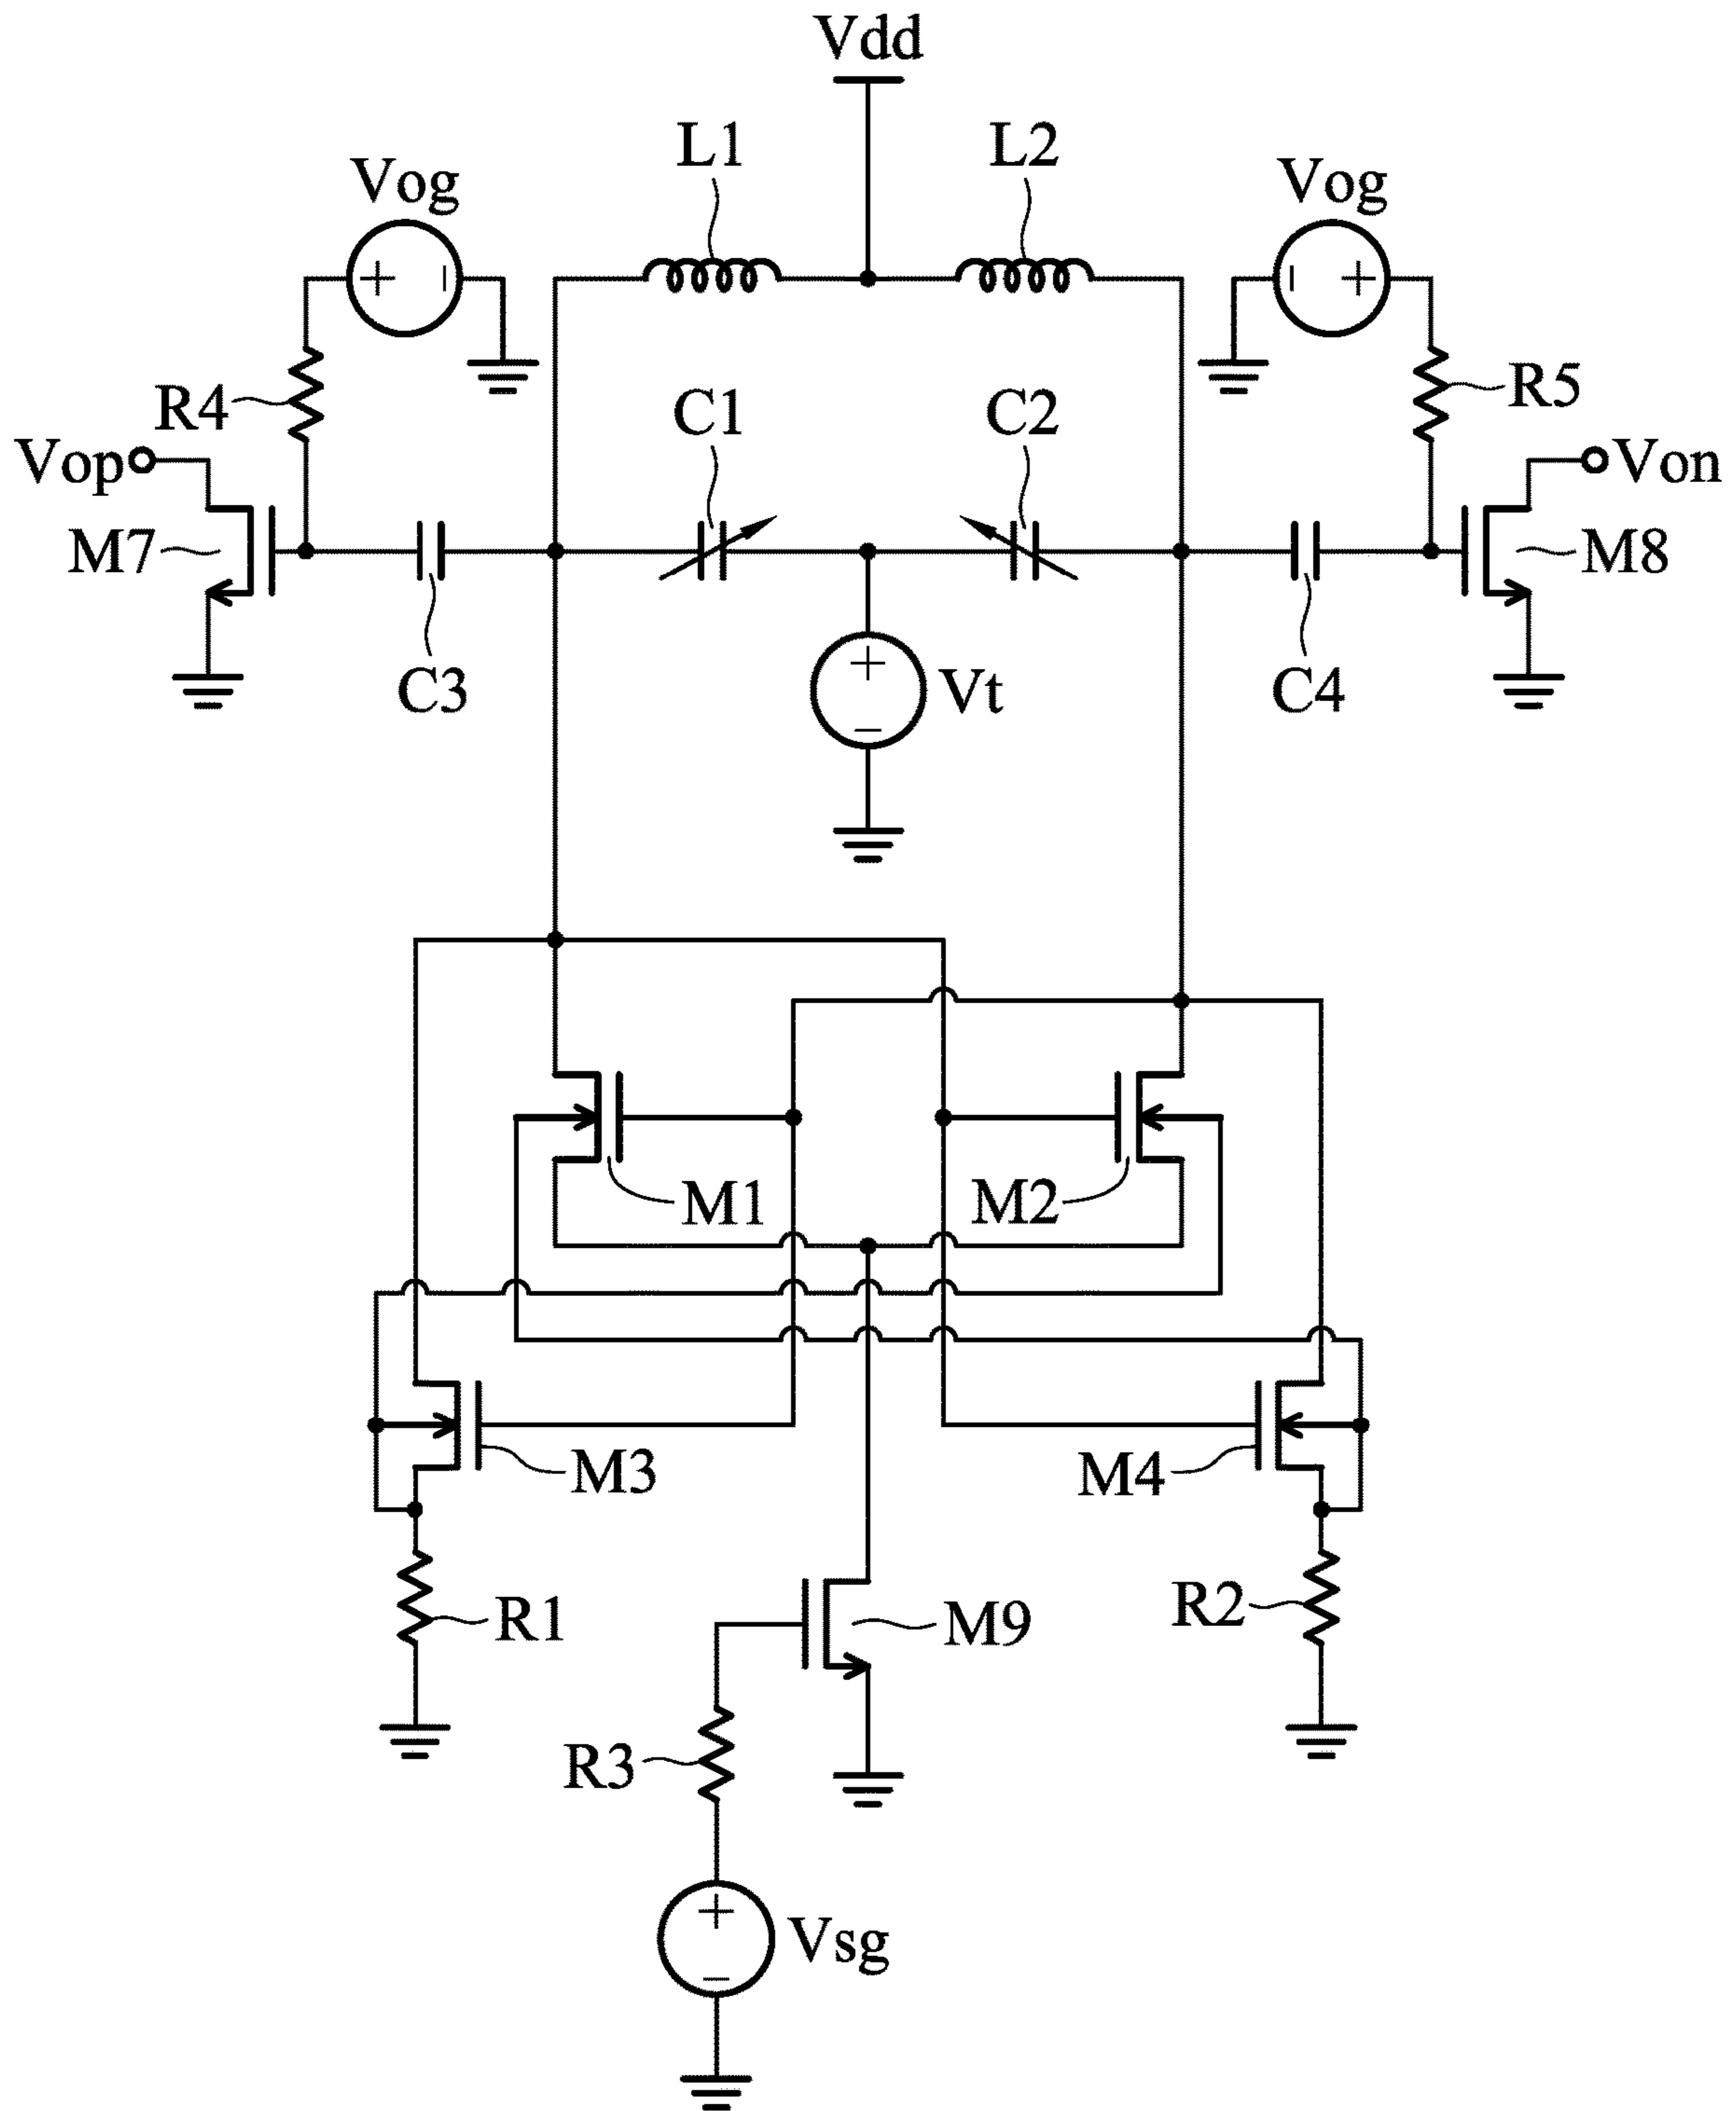 Vdd
L1 L2
Vog Vog
R4 C1 C2 R5
Vop Von
M7 M8
C3 Vt C4
M1 M2
M3 M4
R1 M9 R2
R3
Vsg